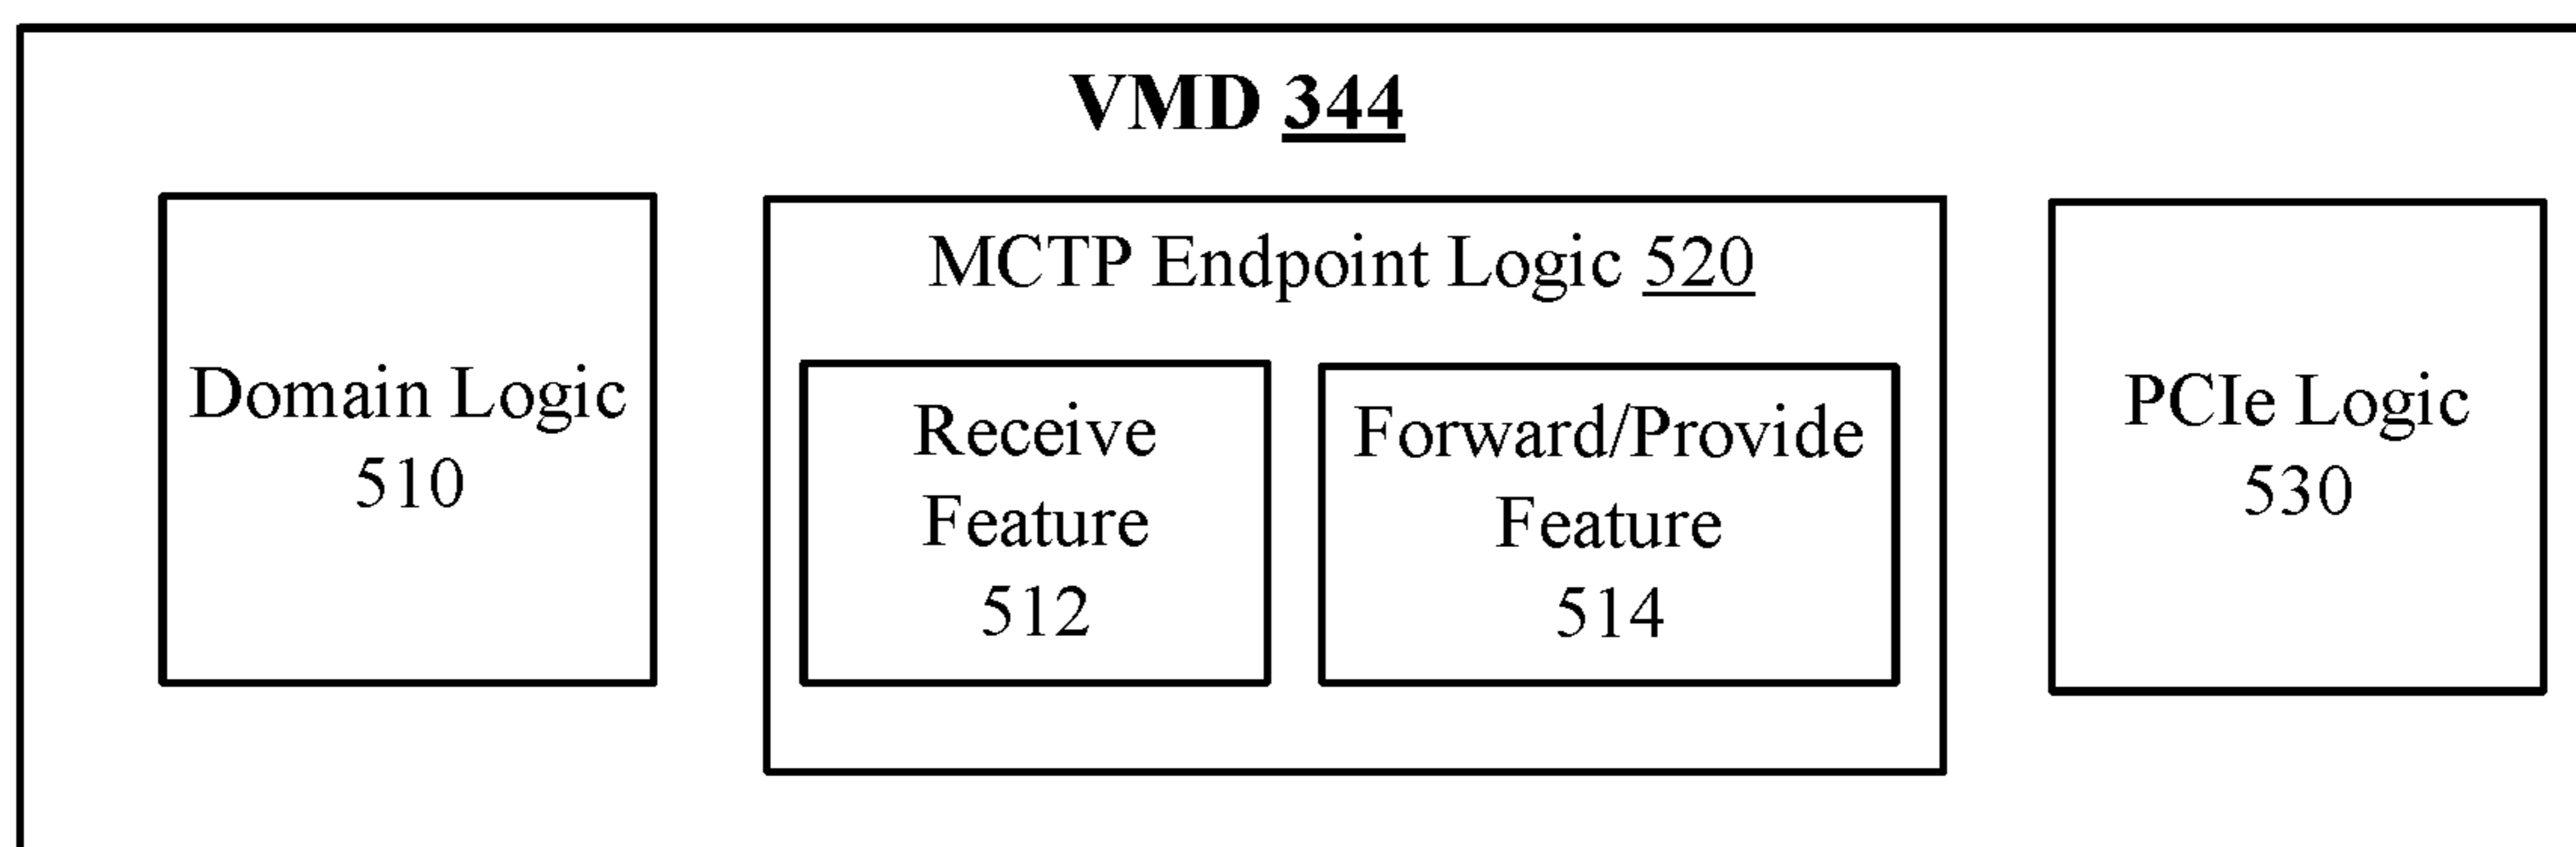 VMD 344
Domain Logic
510
MCTP Endpoint Logic 520
Receive
Feature
512
Forward/Provide
Feature
514
PCIe Logic
530